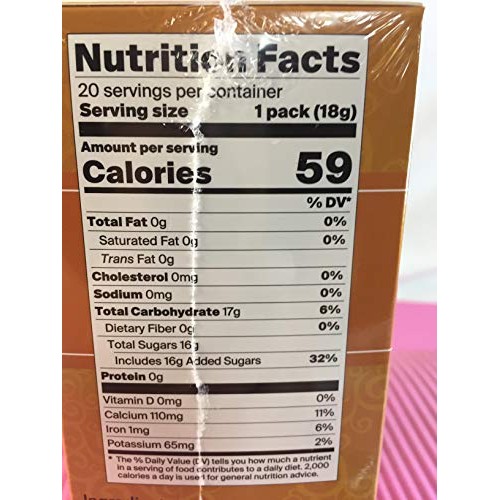 Nutrition Facts
20 servings per container
Serving size 1 pack (18g)
Amount per serving
Calories 59
% DV*
Total Fat 0g 0%
Saturated Fat 0g 0%
Trans Fat 0g
Cholesterol 0mg 0%
Sodium 0mg 0%
Total Carbohydrate 17g 6%
Dietary Fiber 0g 0%
Total Sugars 16g
Includes 16g Added Sugars 32%
Protein 0g
Vitamin D 0mg 0%
Calcium 110mg 11%
Iron 1mg 6%
Potassium 65mg 2%
* The % Daily Value (DV) tells you how much a nutrient
in a serving of food contributes to a daily diet. 2,000
calories a day is used for general nutrition advice.